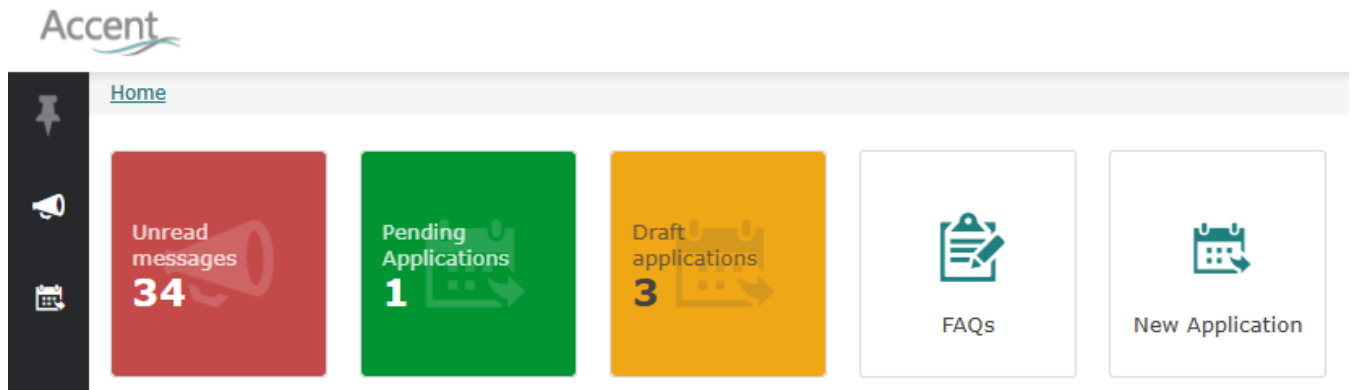 Accent
Home
Unread
messages
34
Pending
Applications
1
Draft
applications
3
FAQs
New Application